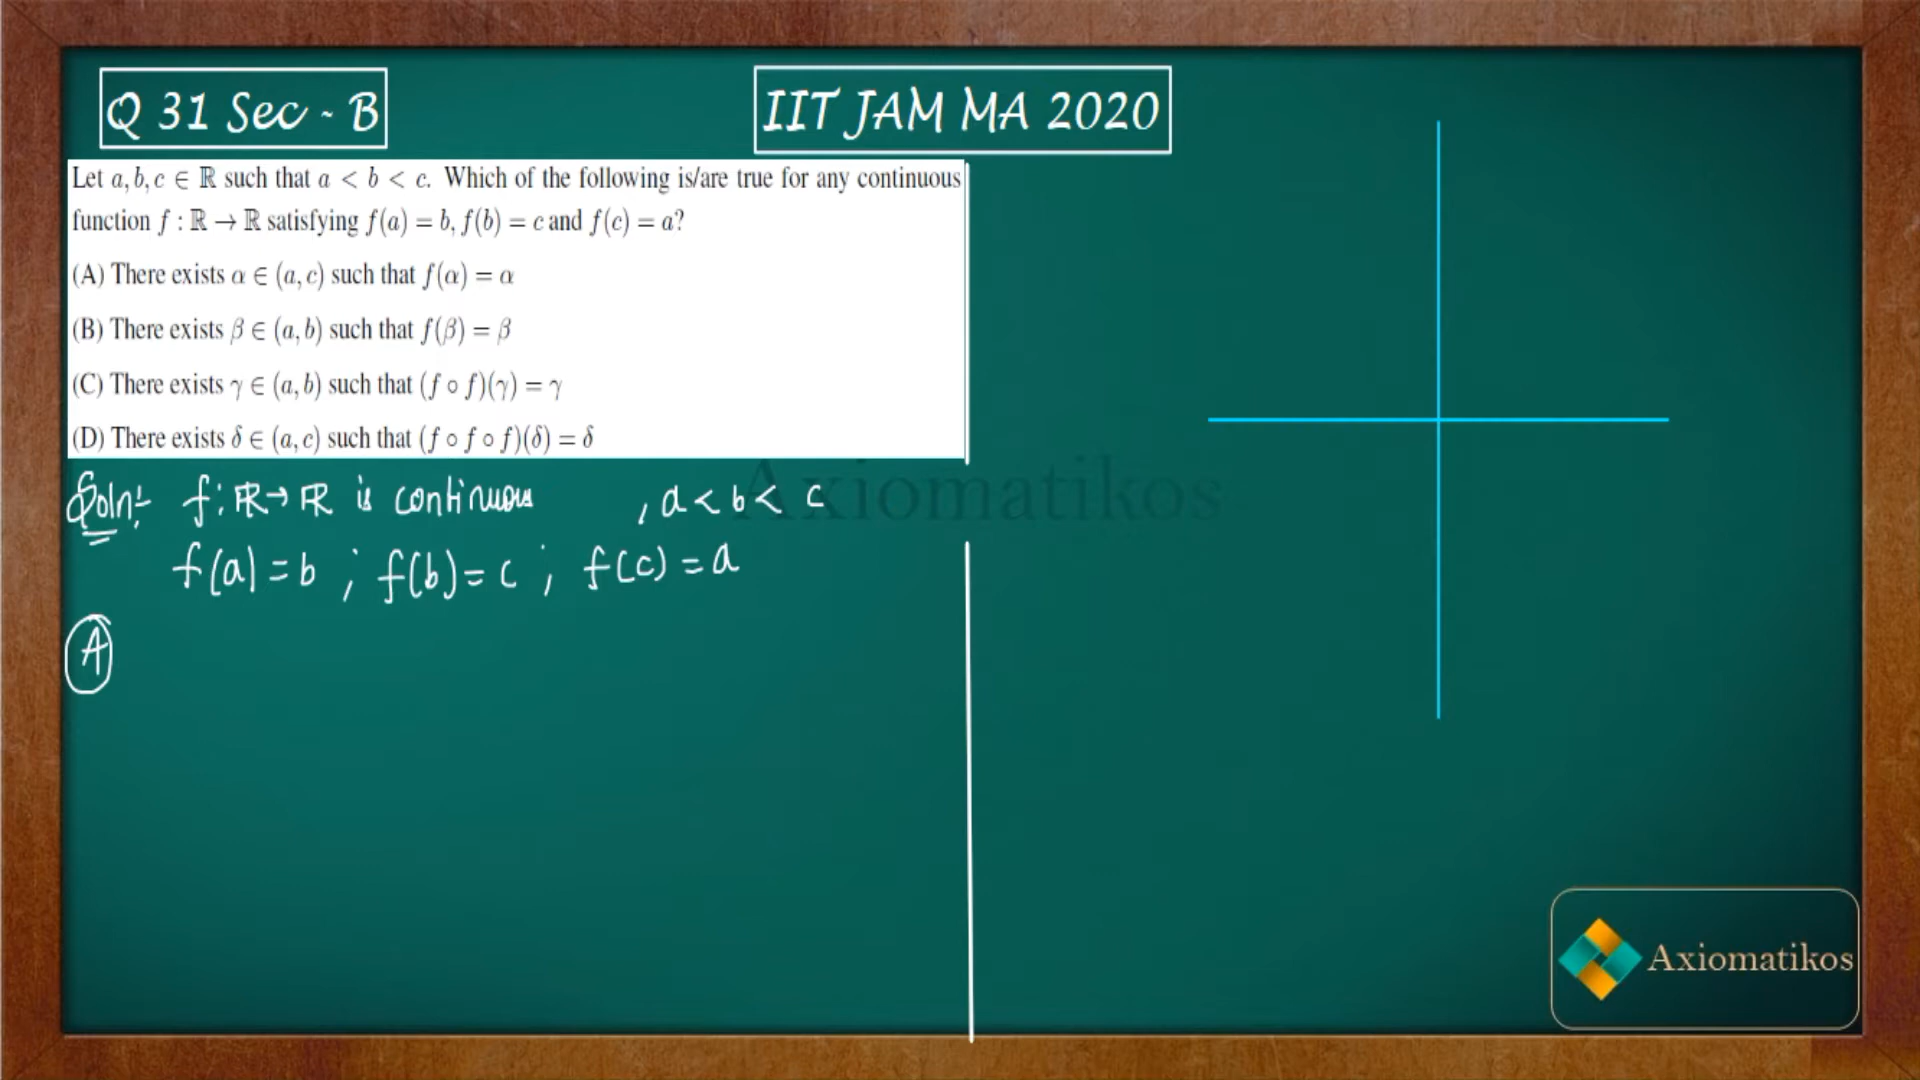 Q 31 Sec - B
IIT JAM MA 2020
Let a, b, c ∈ ℝ such that a < b < c. Which of the following is/are true for any continuous
function f : ℝ → ℝ satisfying f(a) = b, f(b) = c and f(c) = a?
(A) There exists α ∈ (a, c) such that f(α) = α
(B) There exists β ∈ (a, b) such that f(β) = β
(C) There exists γ ∈ (a, b) such that (f ∘ f)(γ) = γ
(D) There exists δ ∈ (a, c) such that (f ∘ f ∘ f)(δ) = δ
Soln:- f: ℝ→ ℝ is continuous , a < b < c
f(a) = b ; f(b) = c ; f(c) = a
A
Axiomatikos
Axiomatikos